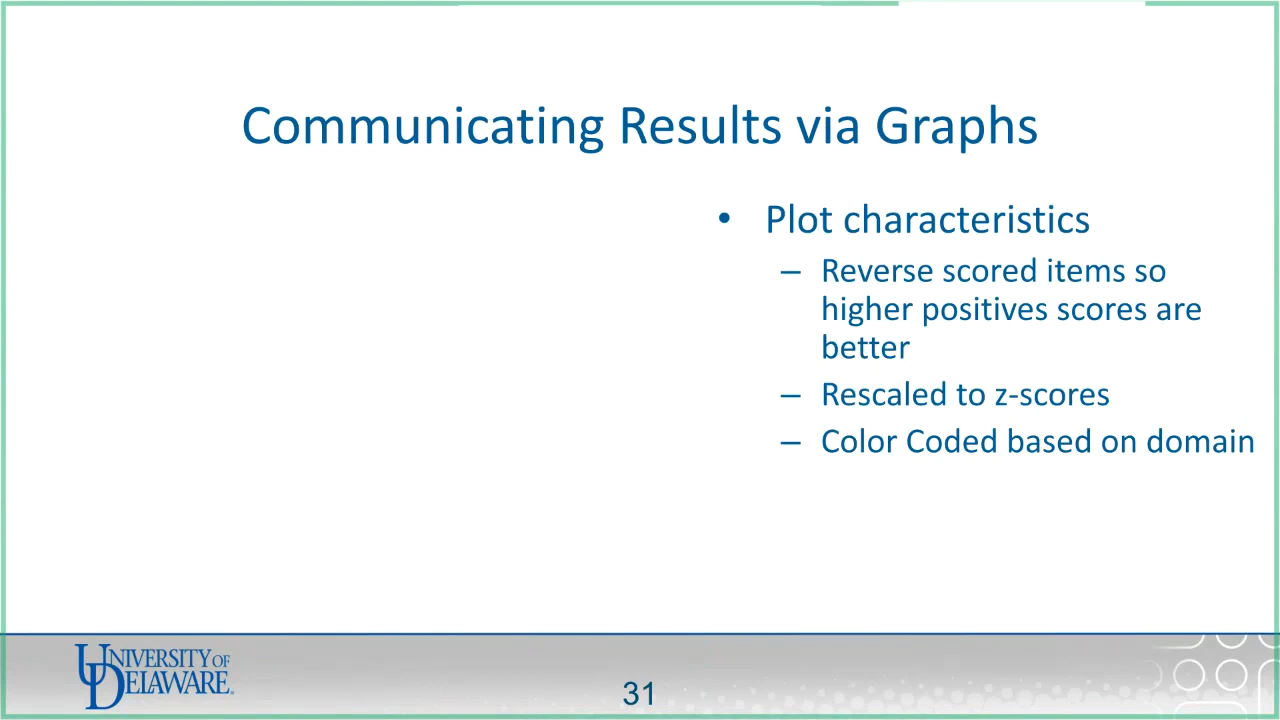 Communicating Results via Graphs
• Plot characteristics
– Reverse scored items so
higher positives scores are
better
– Rescaled to z-scores
– Color Coded based on domain
UNIVERSITY OF
DELAWARE
31